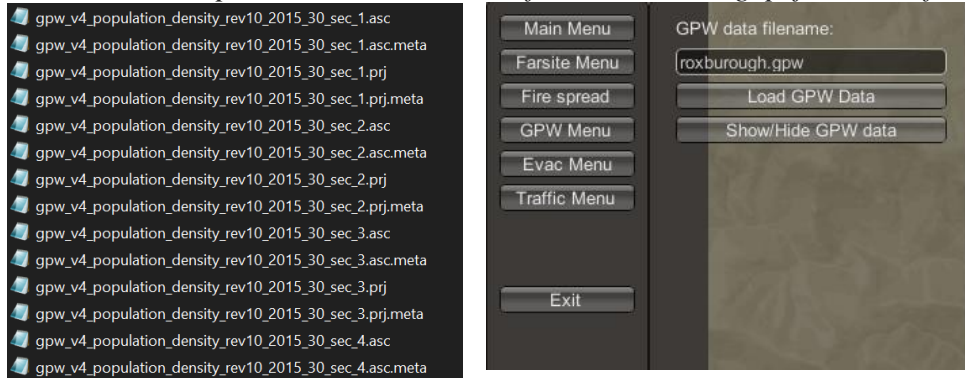 gpw_v4_population_density_rev10_2015_30_sec_1.asc
gpw_v4_population_density_rev10_2015_30_sec_1.asc.meta
gpw_v4_population_density_rev10_2015_30_sec_1.prj
gpw_v4_population_density_rev10_2015_30_sec_1.prj.meta
gpw_v4_population_density_rev10_2015_30_sec_2.asc
gpw_v4_population_density_rev10_2015_30_sec_2.asc.meta
gpw_v4_population_density_rev10_2015_30_sec_2.prj
gpw_v4_population_density_rev10_2015_30_sec_2.prj.meta
gpw_v4_population_density_rev10_2015_30_sec_3.asc
gpw_v4_population_density_rev10_2015_30_sec_3.asc.meta
gpw_v4_population_density_rev10_2015_30_sec_3.prj
gpw_v4_population_density_rev10_2015_30_sec_3.prj.meta
gpw_v4_population_density_rev10_2015_30_sec_4.asc
gpw_v4_population_density_rev10_2015_30_sec_4.asc.meta
Main Menu
Farsite Menu
Fire spread
GPW Menu
Evac Menu
Traffic Menu
Exit
GPW data filename:
roxburough.gpw
Load GPW Data
Show/Hide GPW data